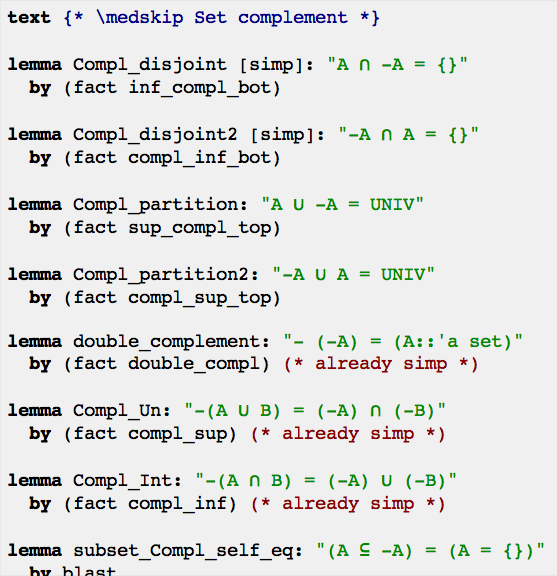 text {* \medskip Set complement *}
lemma Compl_disjoint [simp]: "A ∩ -A = {}"
by (fact inf_compl_bot)
lemma Compl_disjoint2 [simp]: "-A ∩ A = {}"
by (fact compl_inf_bot)
lemma Compl_partition: "A ∪ -A = UNIV"
by (fact sup_compl_top)
lemma Compl_partition2: "-A ∪ A = UNIV"
by (fact compl_sup_top)
lemma double_complement: "- (-A) = (A::'a set)"
by (fact double_compl) (* already simp *)
lemma Compl_Un: "-(A ∪ B) = (-A) ∩ (-B)"
by (fact compl_sup) (* already simp *)
lemma Compl_Int: "-(A ∩ B) = (-A) ∪ (-B)"
by (fact compl_inf) (* already simp *)
lemma subset_Compl_self_eq: "(A ⊆ -A) = (A = {})"
by blast